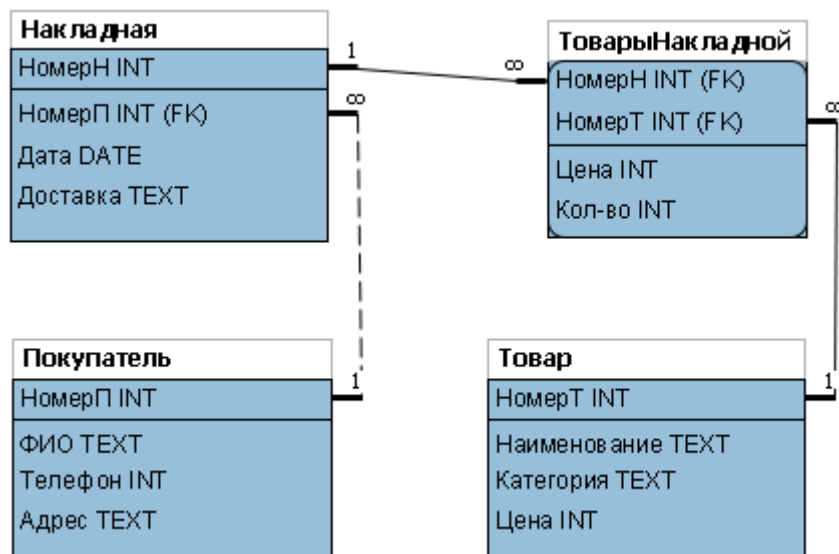 Накладная
НомерН INT
НомерП INT (FK)
Дата DATE
Доставка TEXT
1
∞
∞
ТоварыНакладной
НомерН INT (FK)
НомерТ INT (FK)
Цена INT
Кол-во INT
∞
Покупатель
НомерП INT
ФИО TEXT
Телефон INT
Адрес TEXT
1
Товар
НомерТ INT
Наименование TEXT
Категория TEXT
Цена INT
1